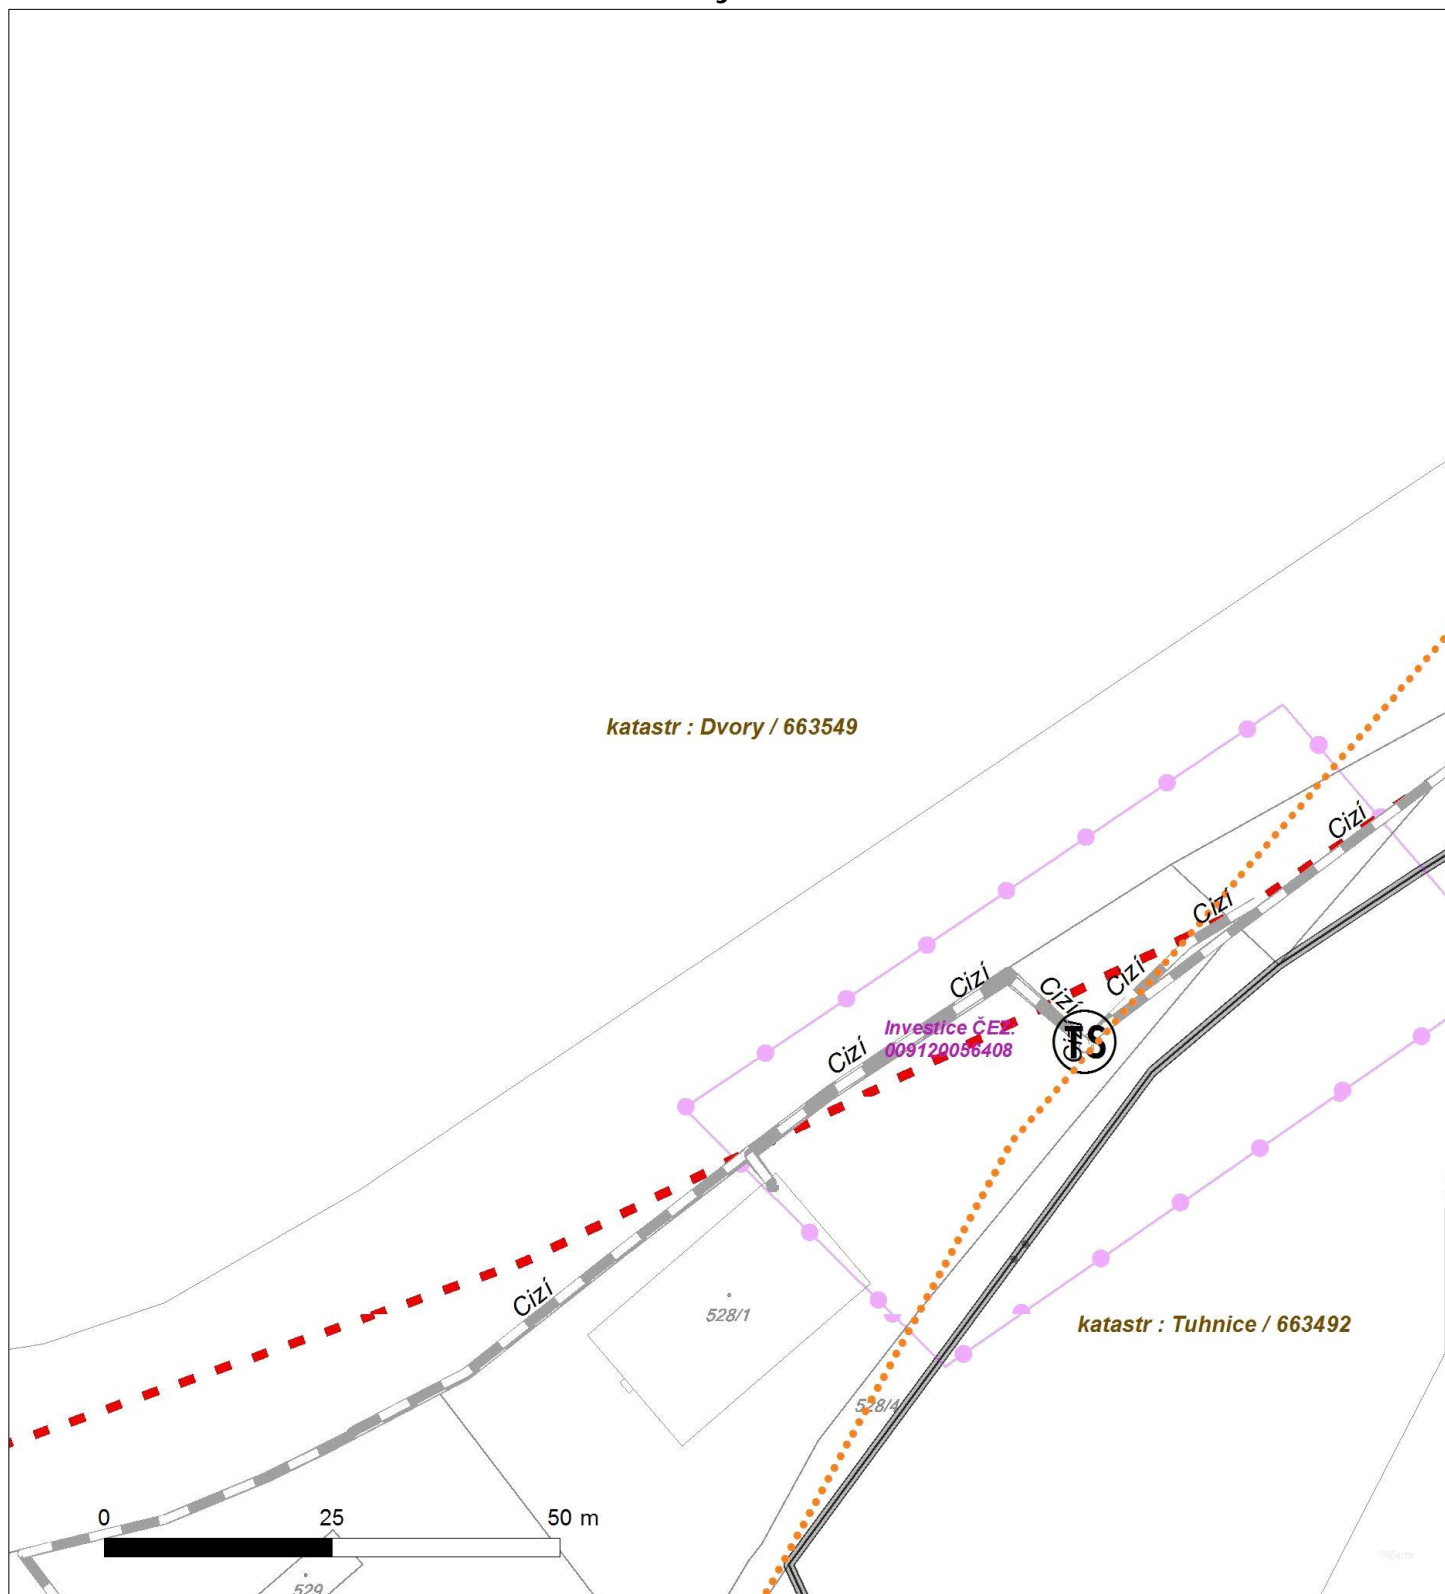 katastr : Dvory / 663549
Cizí
Cizí
Cizí
Cizí
Cizí
Investice ČEZ:
009120056408
TS
Cizí
Cizí
Cizí
528/1
katastr : Tuhnice / 663492
528/4
0 25 50 m
529